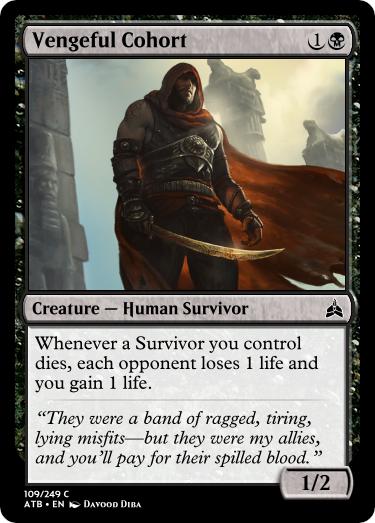 Vengeful Cohort 1
Creature — Human Survivor
Whenever a Survivor you control
dies, each opponent loses 1 life and
you gain 1 life.
“They were a band of ragged, tiring,
lying misfits—but they were my allies,
and you’ll pay for their spilled blood.”
1/2
109/249 C
ATB • EN Davood Diba